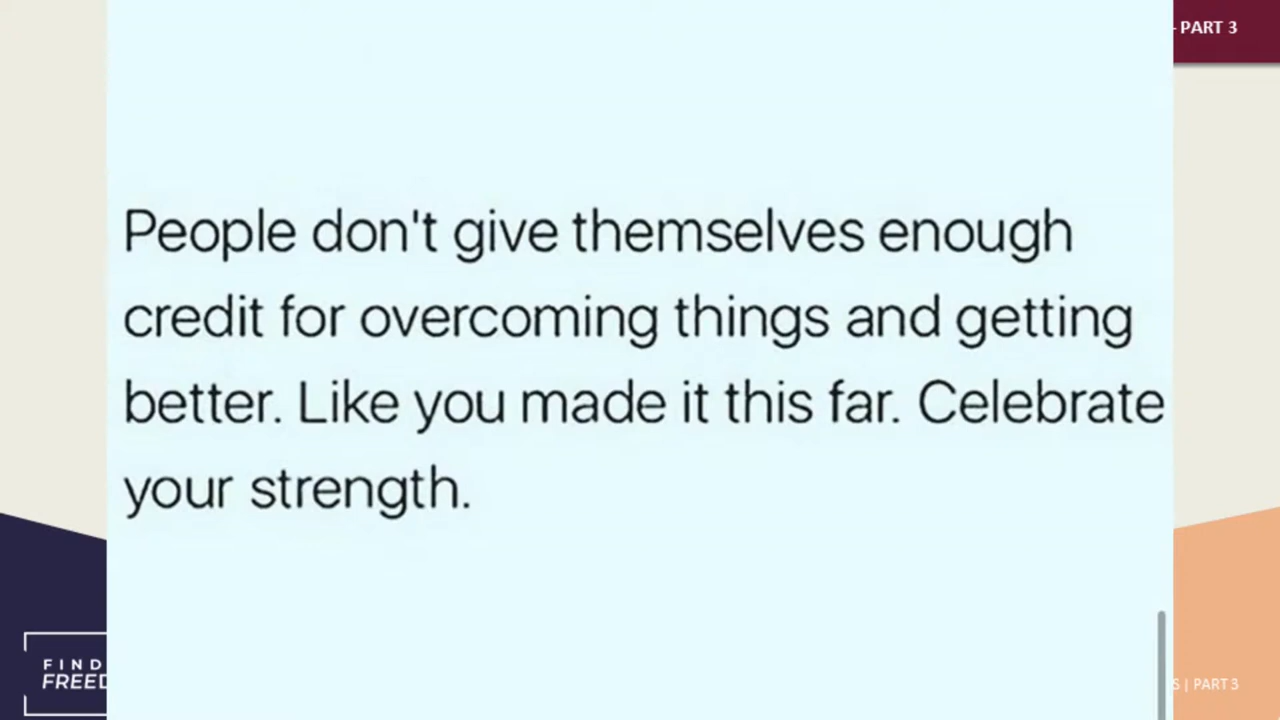 - PART 3
People don't give themselves enough
credit for overcoming things and getting
better. Like you made it this far. Celebrate
your strength.
FIND
FREED
S | PART 3